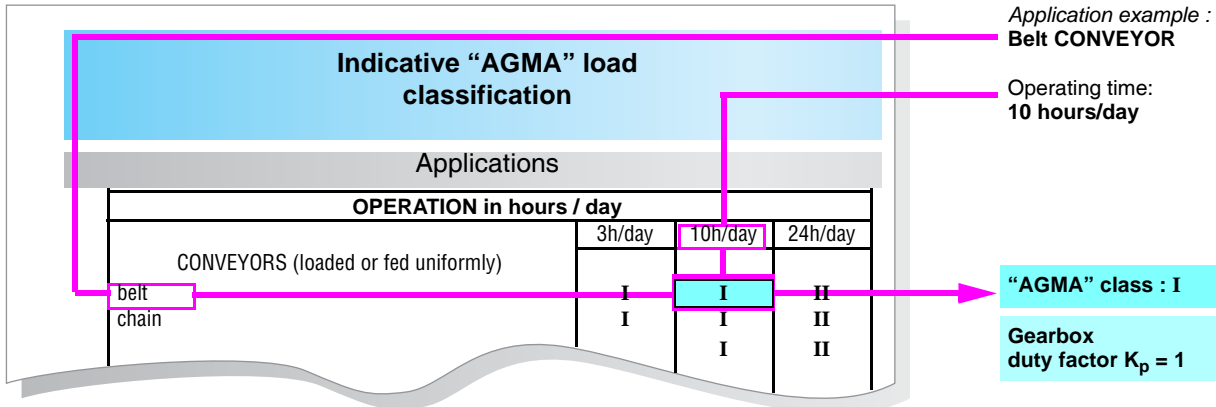 Application example :
Belt CONVEYOR
Operating time:
10 hours/day
Indicative “AGMA” load
classification
Applications
OPERATION in hours / day
3h/day 10h/day 24h/day
CONVEYORS (loaded or fed uniformly)
belt I I II
chain I I II
I II
“AGMA” class : I
Gearbox
duty factor Kp = 1